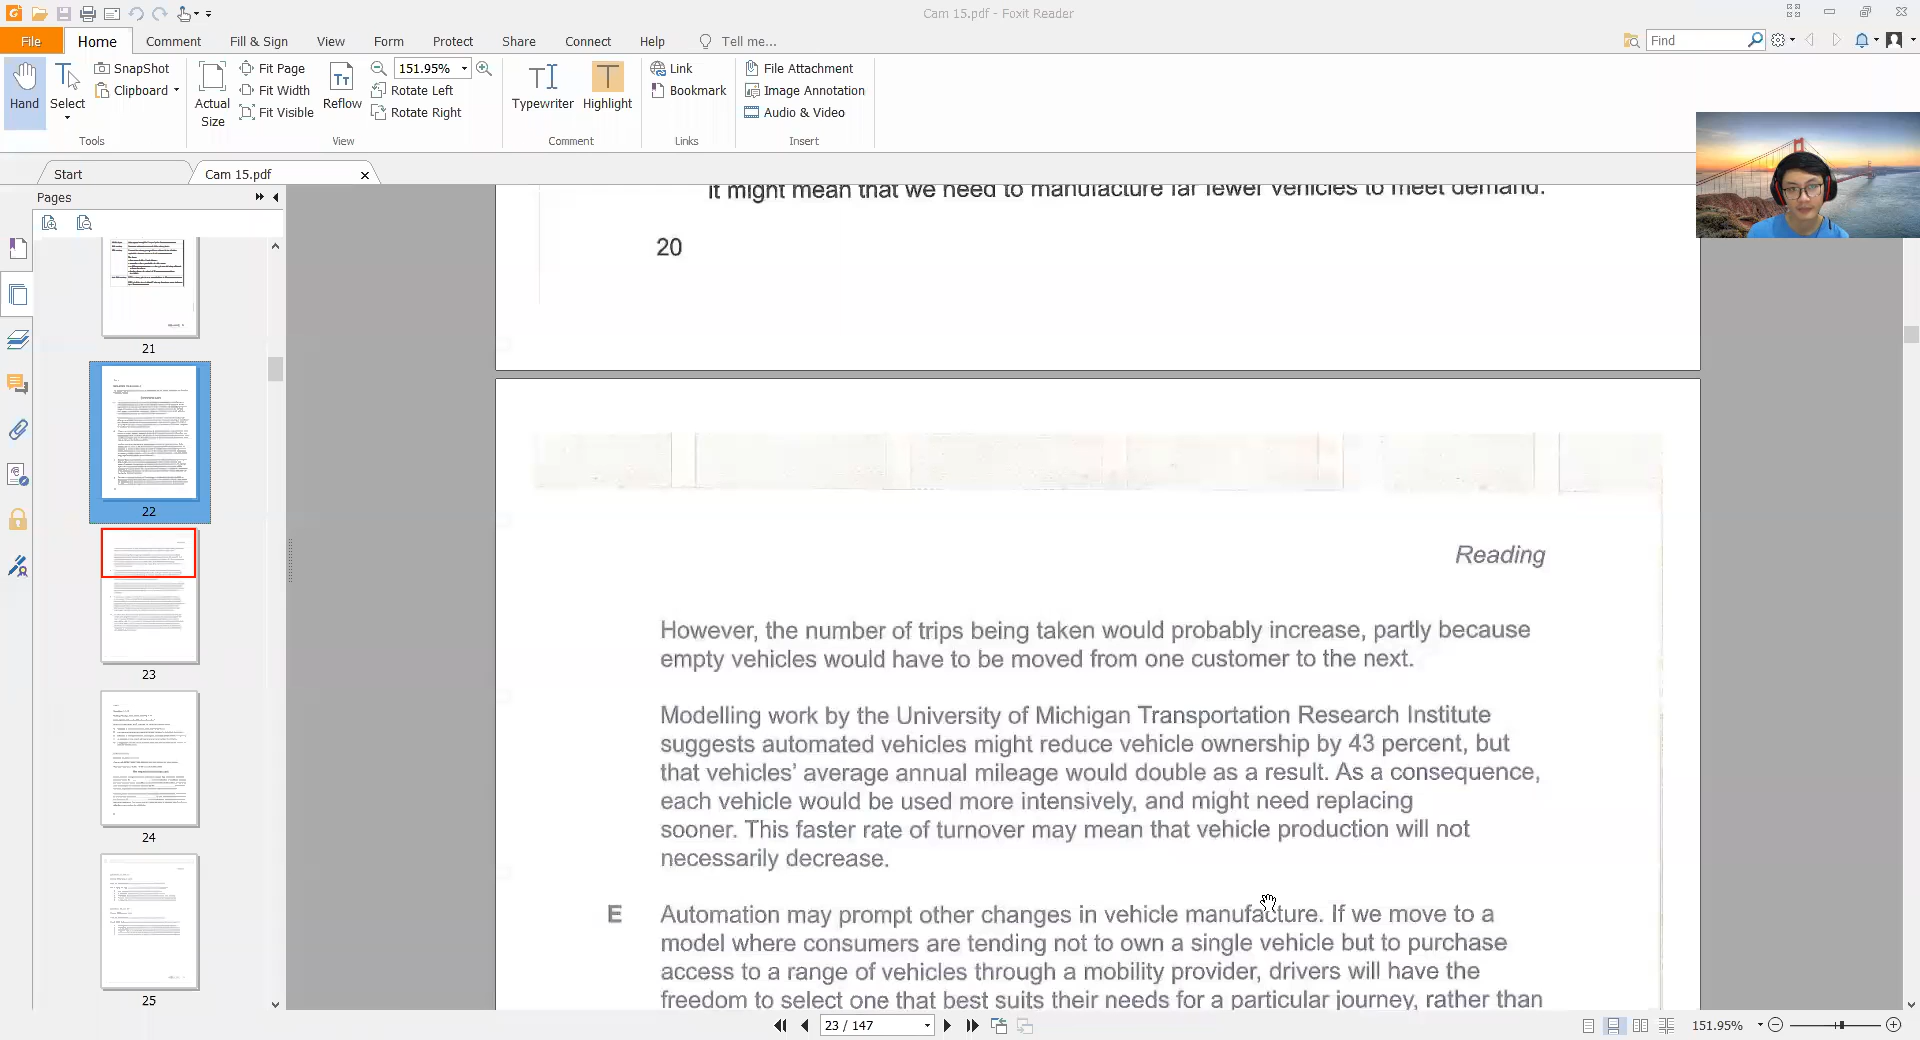 Cam 15.pdf - Foxit Reader
File
Home
Comment
Fill & Sign
View
Form
Protect
Share
Connect
Help
Tell me...
Find
Hand
Select
SnapShot
Clipboard
Tools
Actual
Size
Fit Page
Fit Width
Fit Visible
Reflow
151.95%
Rotate Left
Rotate Right
View
Typewriter
Highlight
Comment
Link
Bookmark
Links
File Attachment
Image Annotation
Audio & Video
Insert
Start
Cam 15.pdf
Pages
21
22
23
24
25
it might mean that we need to manufacture far fewer vehicles to meet demand.
20
Reading
However, the number of trips being taken would probably increase, partly because
empty vehicles would have to be moved from one customer to the next.
Modelling work by the University of Michigan Transportation Research Institute
suggests automated vehicles might reduce vehicle ownership by 43 percent, but
that vehicles' average annual mileage would double as a result. As a consequence,
each vehicle would be used more intensively, and might need replacing
sooner. This faster rate of turnover may mean that vehicle production will not
necessarily decrease.
E Automation may prompt other changes in vehicle manufacture. If we move to a
model where consumers are tending not to own a single vehicle but to purchase
access to a range of vehicles through a mobility provider, drivers will have the
freedom to select one that best suits their needs for a particular journey, rather than
23 / 147
151.95%